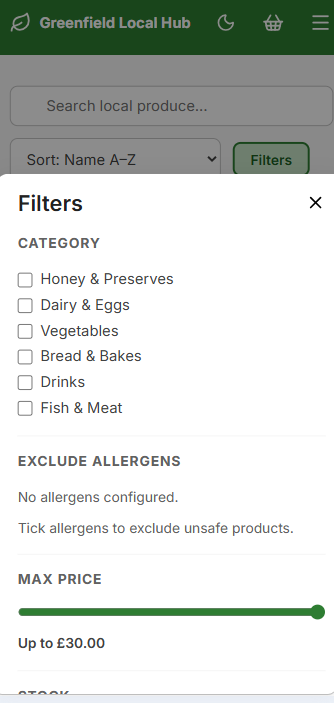 Greenfield Local Hub
Search local produce...
Sort: Name A–Z
Filters
Filters
CATEGORY
Honey & Preserves
Dairy & Eggs
Vegetables
Bread & Bakes
Drinks
Fish & Meat
EXCLUDE ALLERGENS
No allergens configured.
Tick allergens to exclude unsafe products.
MAX PRICE
Up to £30.00
STOCK